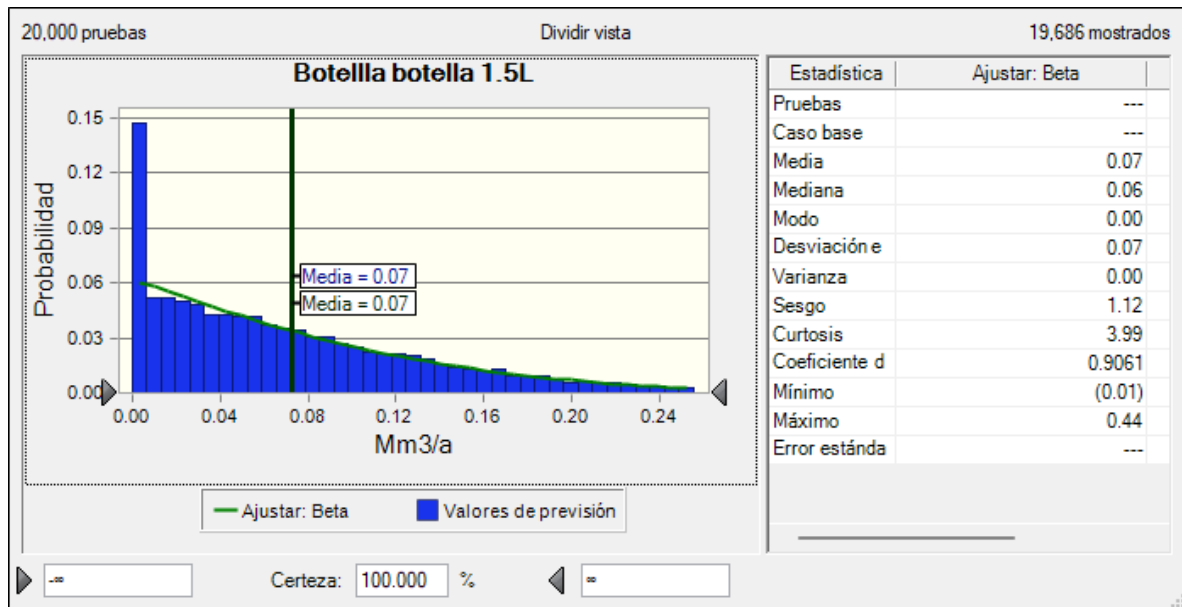 20,000 pruebas Dividir vista 19,686 mostrados
Botellla botella 1.5L
Probabilidad
0.15
0.12
0.09
0.06
0.03
0.00
Media = 0.07
Media = 0.07
0.00 0.04 0.08 0.12 0.16 0.20 0.24
Mm3/a
Ajustar: Beta Valores de previsión
Estadística Ajustar: Beta
Pruebas ---
Caso base ---
Media 0.07
Mediana 0.06
Modo 0.00
Desviación e 0.07
Varianza 0.00
Sesgo 1.12
Curtosis 3.99
Coeficiente d 0.9061
Mínimo (0.01)
Máximo 0.44
Error estánda ---
-∞ Certeza: 100.000 % ∞